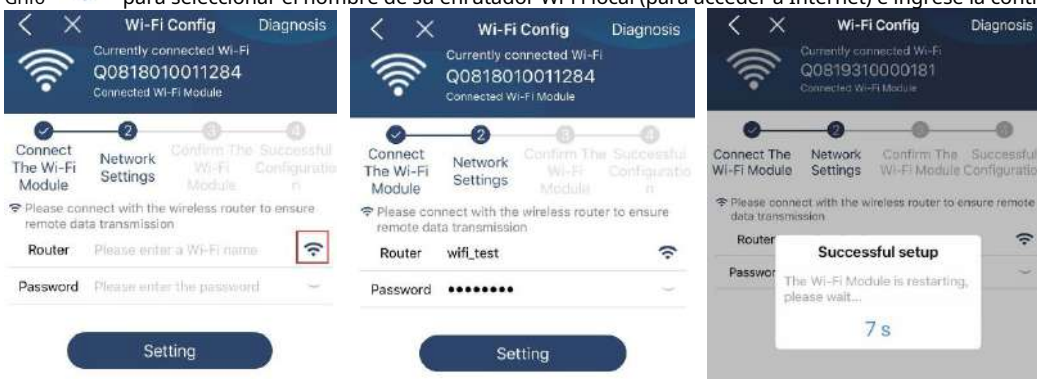 para seleccionar el nombre de su enrutador Wi-Fi local (para acceder a Internet) e ingrese la
Wi-Fi Config Diagnosis
Currently connected Wi-Fi
Q0818010011284
Connected Wi-Fi Module
2 3 4
Connect The Wi-Fi Module
Network Settings
Confirm The Wi-Fi Module
Successful Configuration
Please connect with the wireless router to ensure
remote data transmission
Router Please enter a Wi-Fi name
Password Please enter the password
Setting
Wi-Fi Config Diagnosis
Currently connected Wi-Fi
Q0818010011284
Connected Wi-Fi Module
2 3 4
Connect The Wi-Fi Module
Network Settings
Confirm The Wi-Fi Module
Successful Configuration
Please connect with the wireless router to ensure
remote data transmission
Router wifi_test
Password ••••••••
Setting
Wi-Fi Config Diagnosis
Currently connected Wi-Fi
Q0819310000181
Connected Wi-Fi Module
2
Connect The Wi-Fi Module
Network Settings
Confirm The Wi-Fi Module
Successful Configuratio
Please connect with the wireless router to ensure remote
data transmission
Router
Passwor
Successful setup
The Wi-Fi Module is restarting,
please wait...
7 s